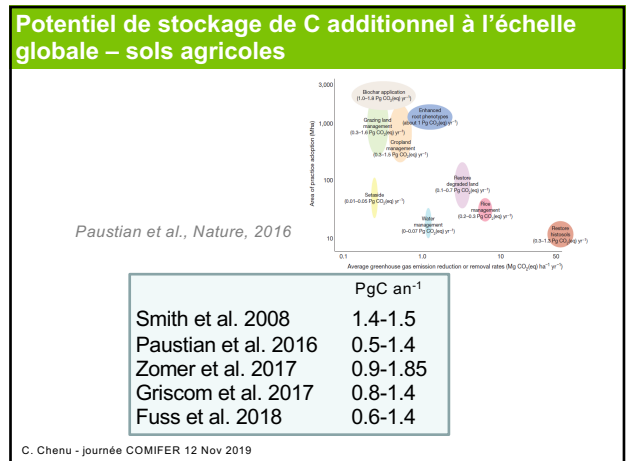 Potentiel de stockage de C additionnel à l'échelle
globale – sols agricoles
3,000
1,000
100
10
Area of practice adoption (Mha)
Biochar application
(1.0–1.8 Pg CO2(eq) yr⁻¹)
Enhanced
root phenotypes
(about 1 Pg CO2(eq) yr⁻¹)
Grazing land
management
(0.3–1.6 Pg CO2(eq) yr⁻¹)
Cropland
management
(0.3–1.5 Pg CO2(eq) yr⁻¹)
Restore
degraded land
(0.1–0.7 Pg CO2(eq) yr⁻¹)
Setaside
(0.01–0.05 Pg CO2(eq) yr⁻¹)
Rice
management
(0.2–0.3 Pg CO2(eq) yr⁻¹)
Water
management
(0–0.07 Pg CO2(eq) yr⁻¹)
Restore
histosols
(0.3–1.3 Pg CO2(eq) yr⁻¹)
0.1
1.0
10
50
Average greenhouse gas emission reduction or removal rates (Mg CO2(eq) ha⁻¹ yr⁻¹)
Paustian et al., Nature, 2016
PgC an⁻¹
Smith et al. 2008 1.4-1.5
Paustian et al. 2016 0.5-1.4
Zomer et al. 2017 0.9-1.85
Griscom et al. 2017 0.8-1.4
Fuss et al. 2018 0.6-1.4
C. Chenu - journée COMIFER 12 Nov 2019